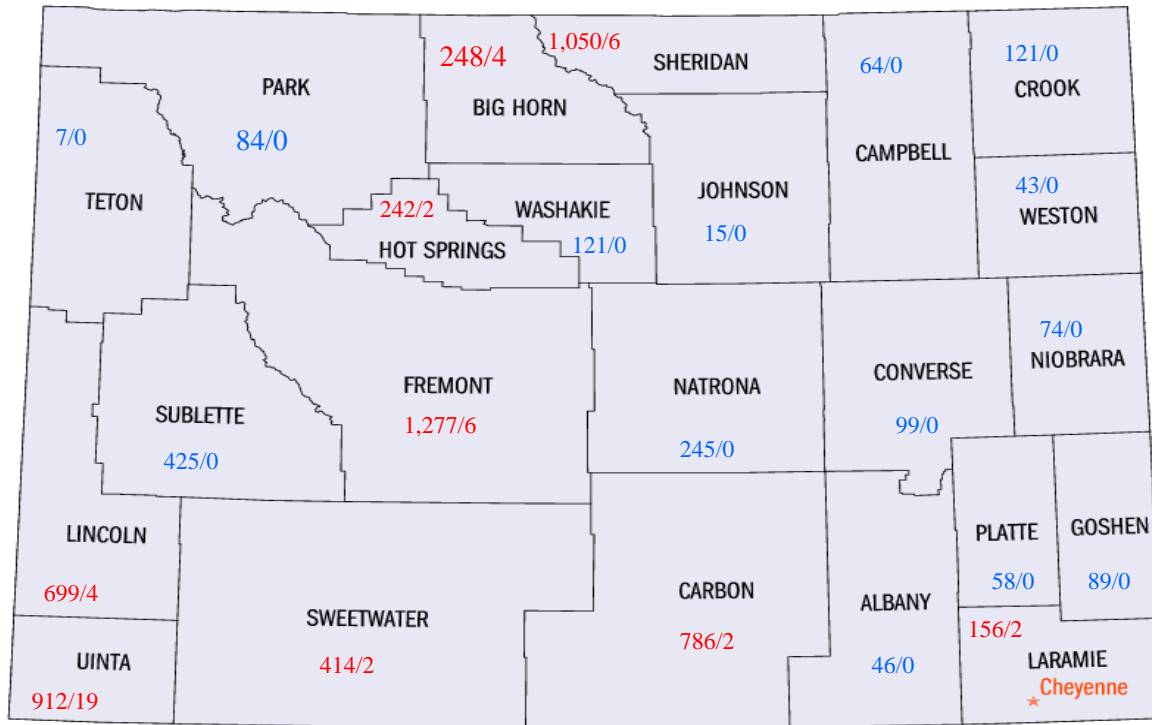 1,050/6
248/4
SHERIDAN
64/0
121/0
CROOK
PARK
BIG HORN
7/0
84/0
CAMPBELL
TETON
242/2
WASHAKIE
JOHNSON
43/0
WESTON
HOT SPRINGS
121/0
15/0
74/0
NIOBRARA
FREMONT
NATRONA
CONVERSE
SUBLETTE
1,277/6
99/0
425/0
245/0
LINCOLN
PLATTE
GOSHEN
699/4
58/0
89/0
SWEETWATER
CARBON
ALBANY
156/2
UINTA
414/2
786/2
46/0
LARAMIE
912/19
Cheyenne